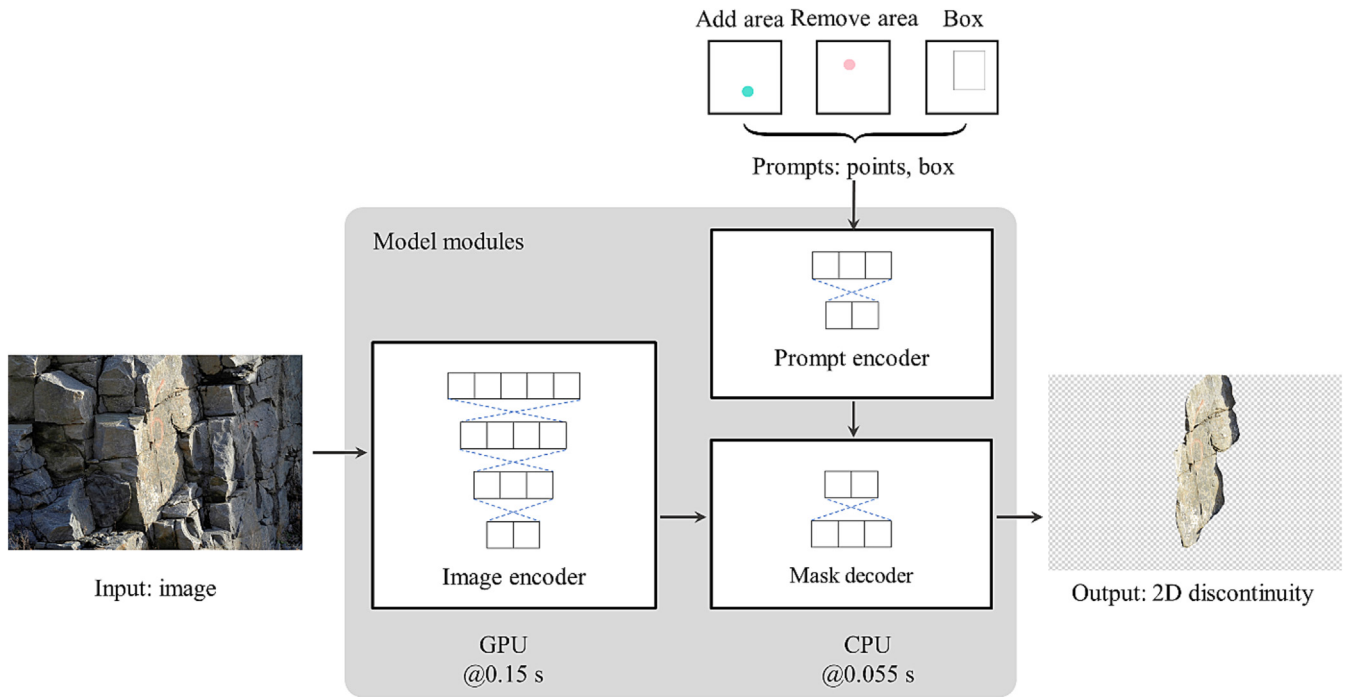 Add area
Remove area
Box
Prompts: points, box
Model modules
Prompt encoder
Image encoder
Mask decoder
Input: image
Output: 2D discontinuity
GPU
@0.15 s
CPU
@0.055 s